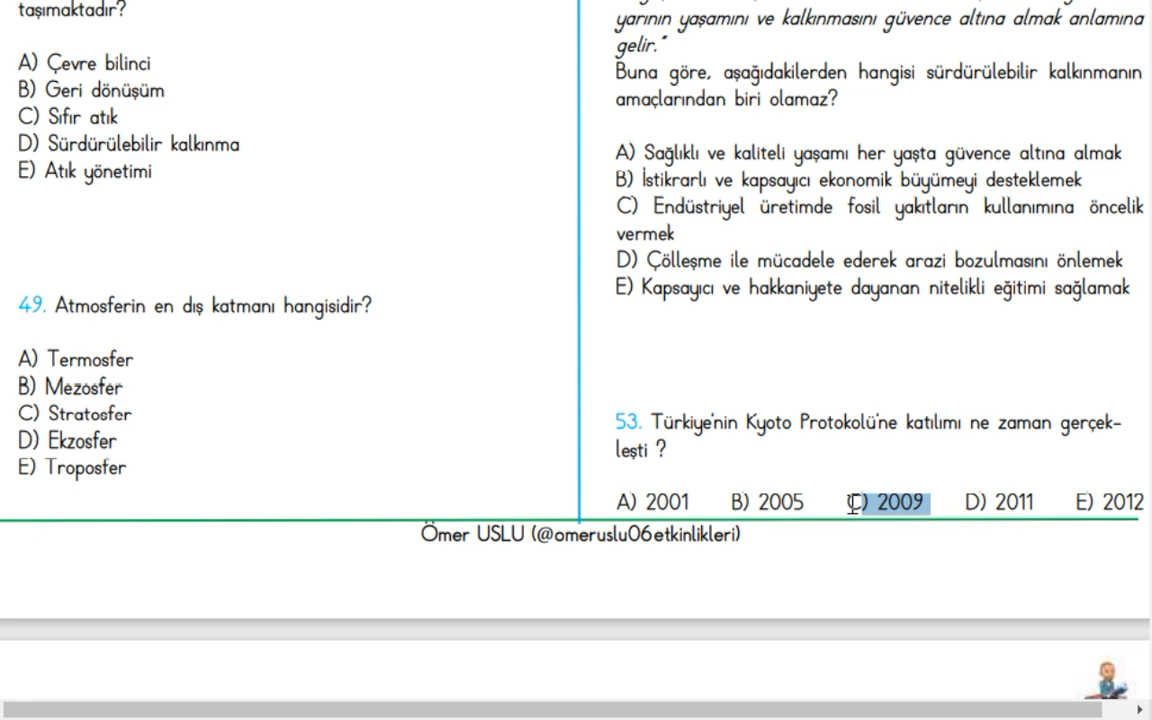 taşımaktadır?
A) Çevre bilinci
B) Geri dönüşüm
C) Sıfır atık
D) Sürdürülebilir kalkınma
E) Atık yönetimi
49. Atmosferin en dış katmanı hangisidir?
A) Termosfer
B) Mezosfer
C) Stratosfer
D) Ekzosfer
E) Troposfer
yarının yaşamını ve kalkınmasını güvence altına almak anlamına
gelir."
Buna göre, aşağıdakilerden hangisi sürdürülebilir kalkınmanın
amaçlarından biri olamaz?
A) Sağlıklı ve kaliteli yaşamı her yaşta güvence altına almak
B) İstikrarlı ve kapsayıcı ekonomik büyümeyi desteklemek
C) Endüstriyel üretimde fosil yakıtların kullanımına öncelik
vermek
D) Çölleşme ile mücadele ederek arazi bozulmasını önlemek
E) Kapsayıcı ve hakkaniyete dayanan nitelikli eğitimi sağlamak
53. Türkiye'nin Kyoto Protokolü'ne katılımı ne zaman gerçek-
leşti ?
A) 2001 B) 2005 C) 2009 D) 2011 E) 2012
Ömer USLU (@omeruslu06etkinlikleri)